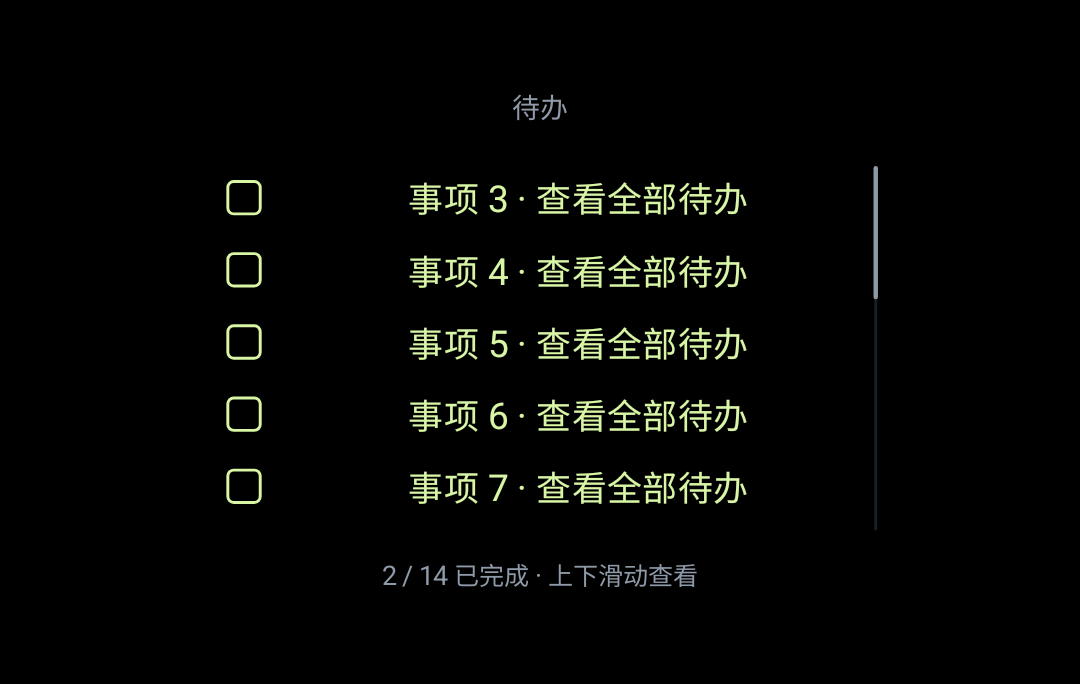 待办
事项 3 · 查看全部待办
事项 4 · 查看全部待办
事项 5 · 查看全部待办
事项 6 · 查看全部待办
事项 7 · 查看全部待办
2 / 14 已完成 · 上下滑动查看